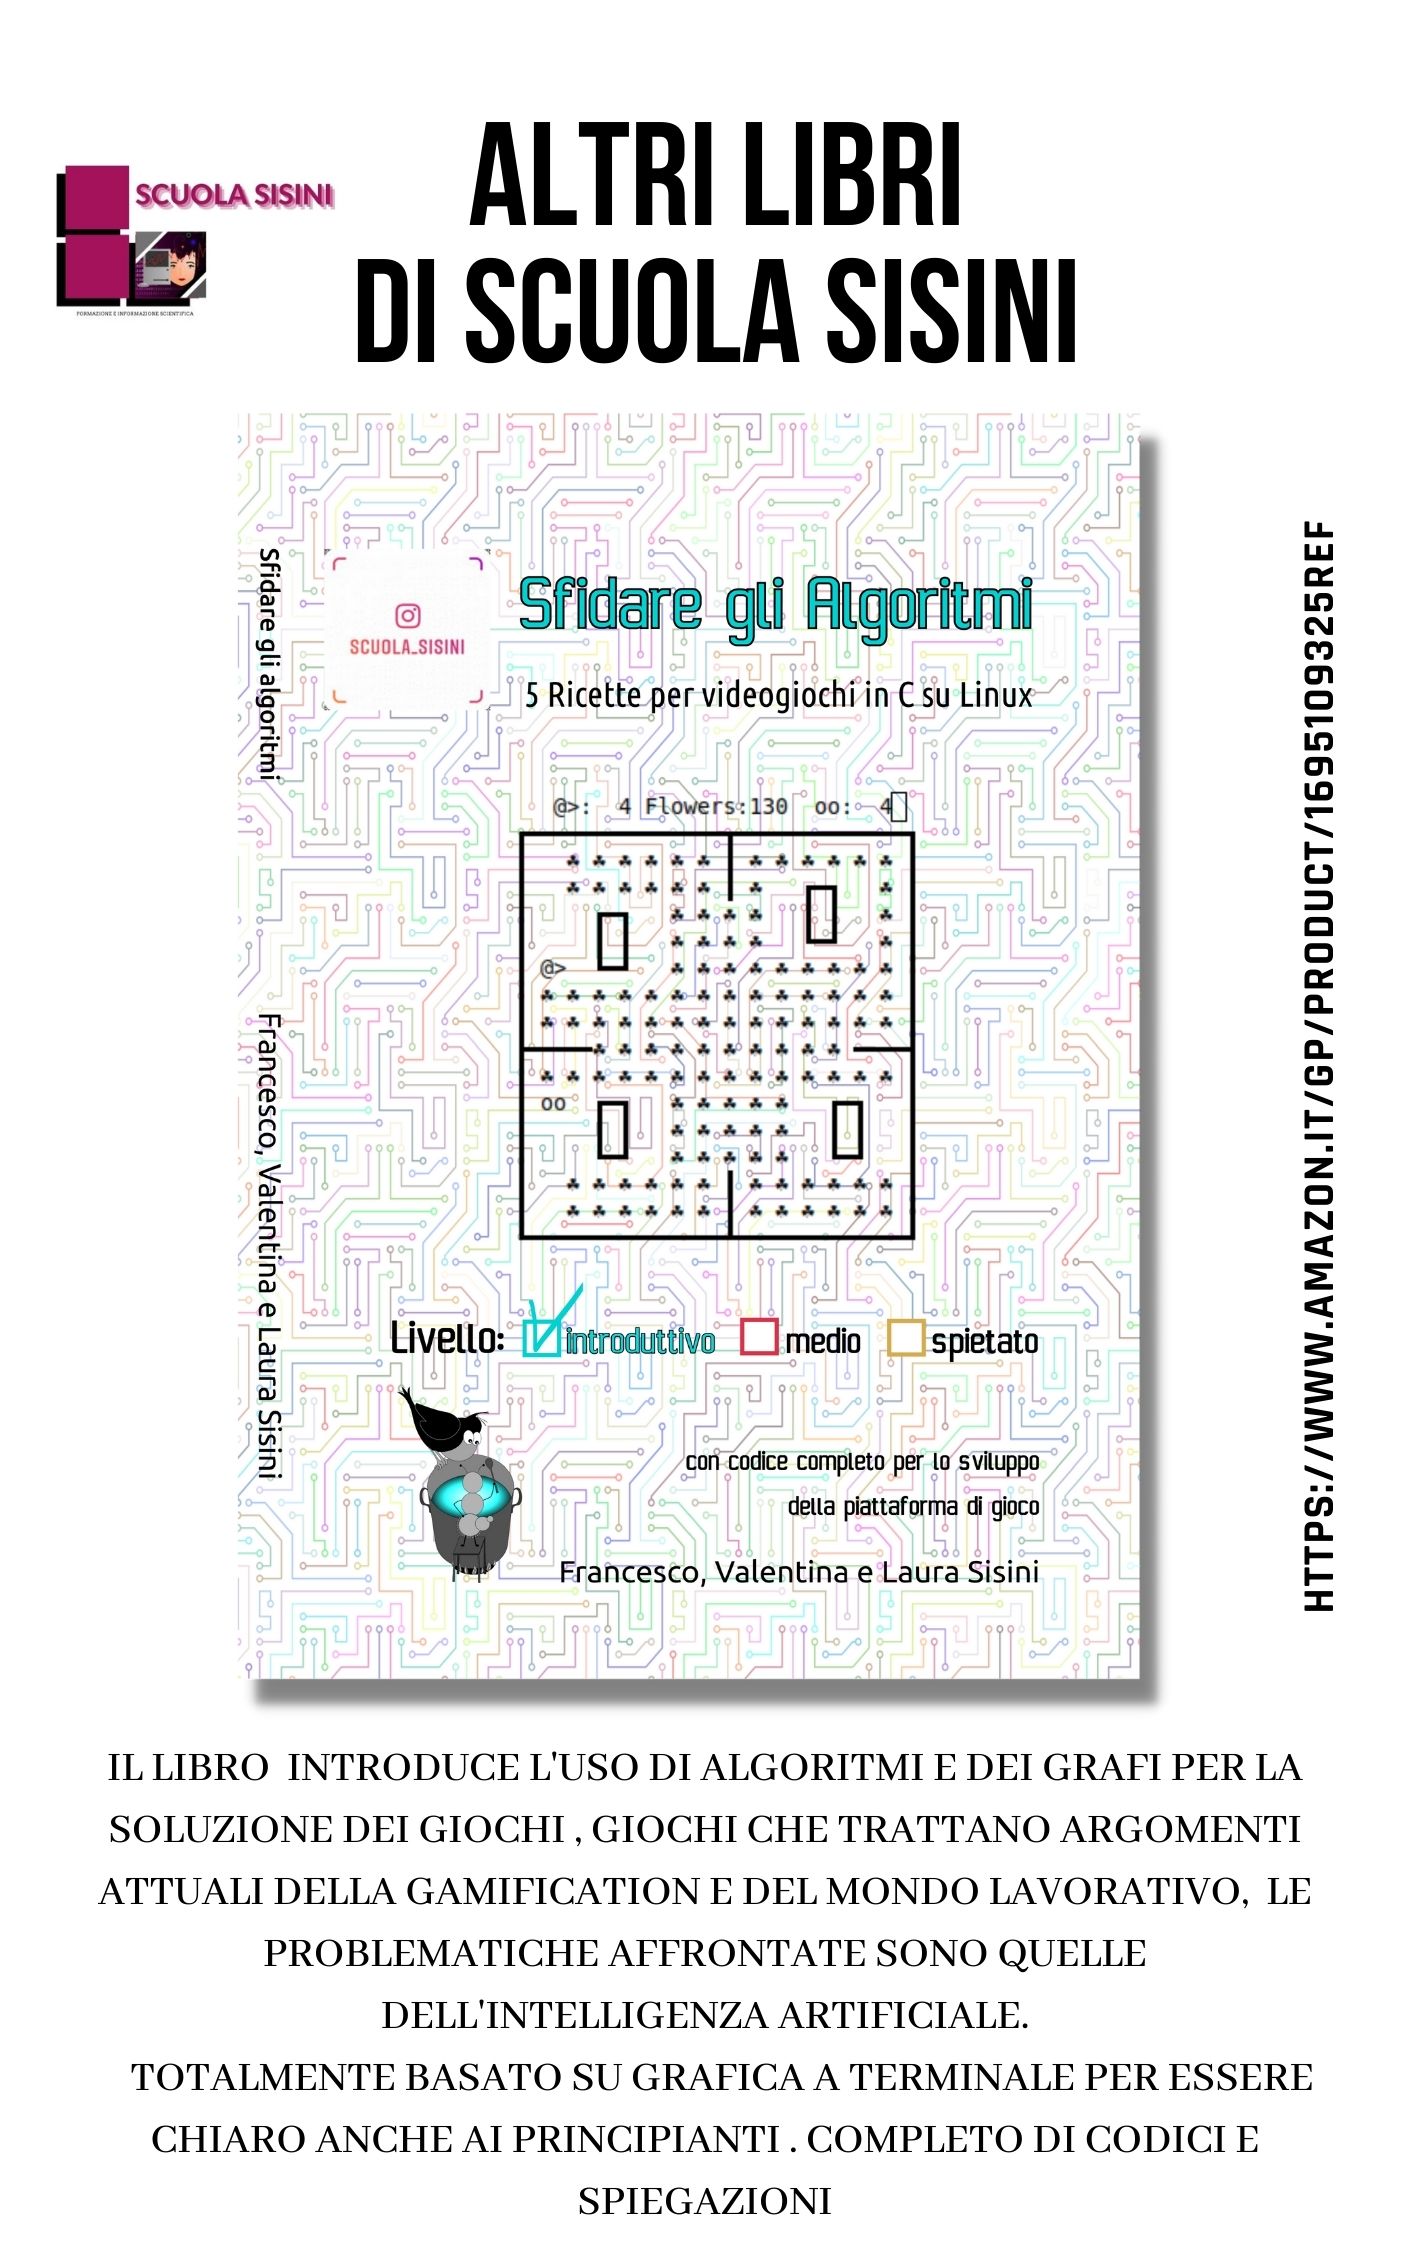 ALTRI LIBRI
DI SCUOLA SISINI
SCUOLA SISINI
FORMAZIONE E INFORMAZIONE SCIENTIFICA
Sfidare gli algoritmi
Francesco, Valentina e Laura Sisini
SCUOLA_SISINI
Sfidare gli Algoritmi
5 Ricette per videogiochi in C su Linux
@>: 4 Flowers:130 oo: 4
@>
oo
Livello: introduttivo medio spietato
con codice completo per lo sviluppo
della piattaforma di gioco
Francesco, Valentina e Laura Sisini
HTTPS://WWW.AMAZON.IT/GP/PRODUCT/1695109325REF
IL LIBRO INTRODUCE L'USO DI ALGORITMI E DEI GRAFI PER LA
SOLUZIONE DEI GIOCHI , GIOCHI CHE TRATTANO ARGOMENTI
ATTUALI DELLA GAMIFICATION E DEL MONDO LAVORATIVO, LE
PROBLEMATICHE AFFRONTATE SONO QUELLE
DELL'INTELLIGENZA ARTIFICIALE.
TOTALMENTE BASATO SU GRAFICA A TERMINALE PER ESSERE
CHIARO ANCHE AI PRINCIPIANTI . COMPLETO DI CODICI E
SPIEGAZIONI